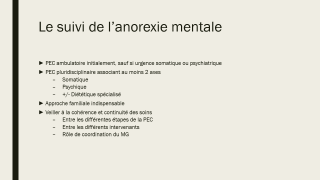 Le suivi de l'anorexie mentale
► PEC ambulatoire initialement, sauf si urgence somatique ou psychiatrique
► PEC pluridisciplinaire associant au moins 2 axes
– Somatique
– Psychique
– +/- Diététique spécialisé
► Approche familiale indispensable
► Veiller à la cohérence et continuité des soins
– Entre les différentes étapes de la PEC
– Entre les différents intervenants
– Rôle de coordination du MG